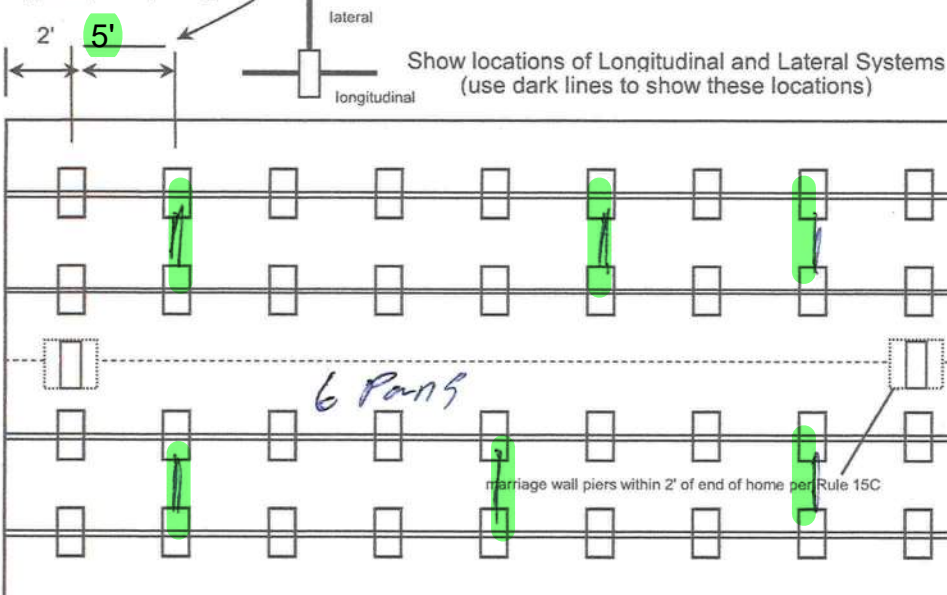 lateral
2' 5'
Show locations of Longitudinal and Lateral Systems
longitudinal
(use dark lines to show these locations)
6 Pans
marriage wall piers within 2' of end of home per Rule 15C